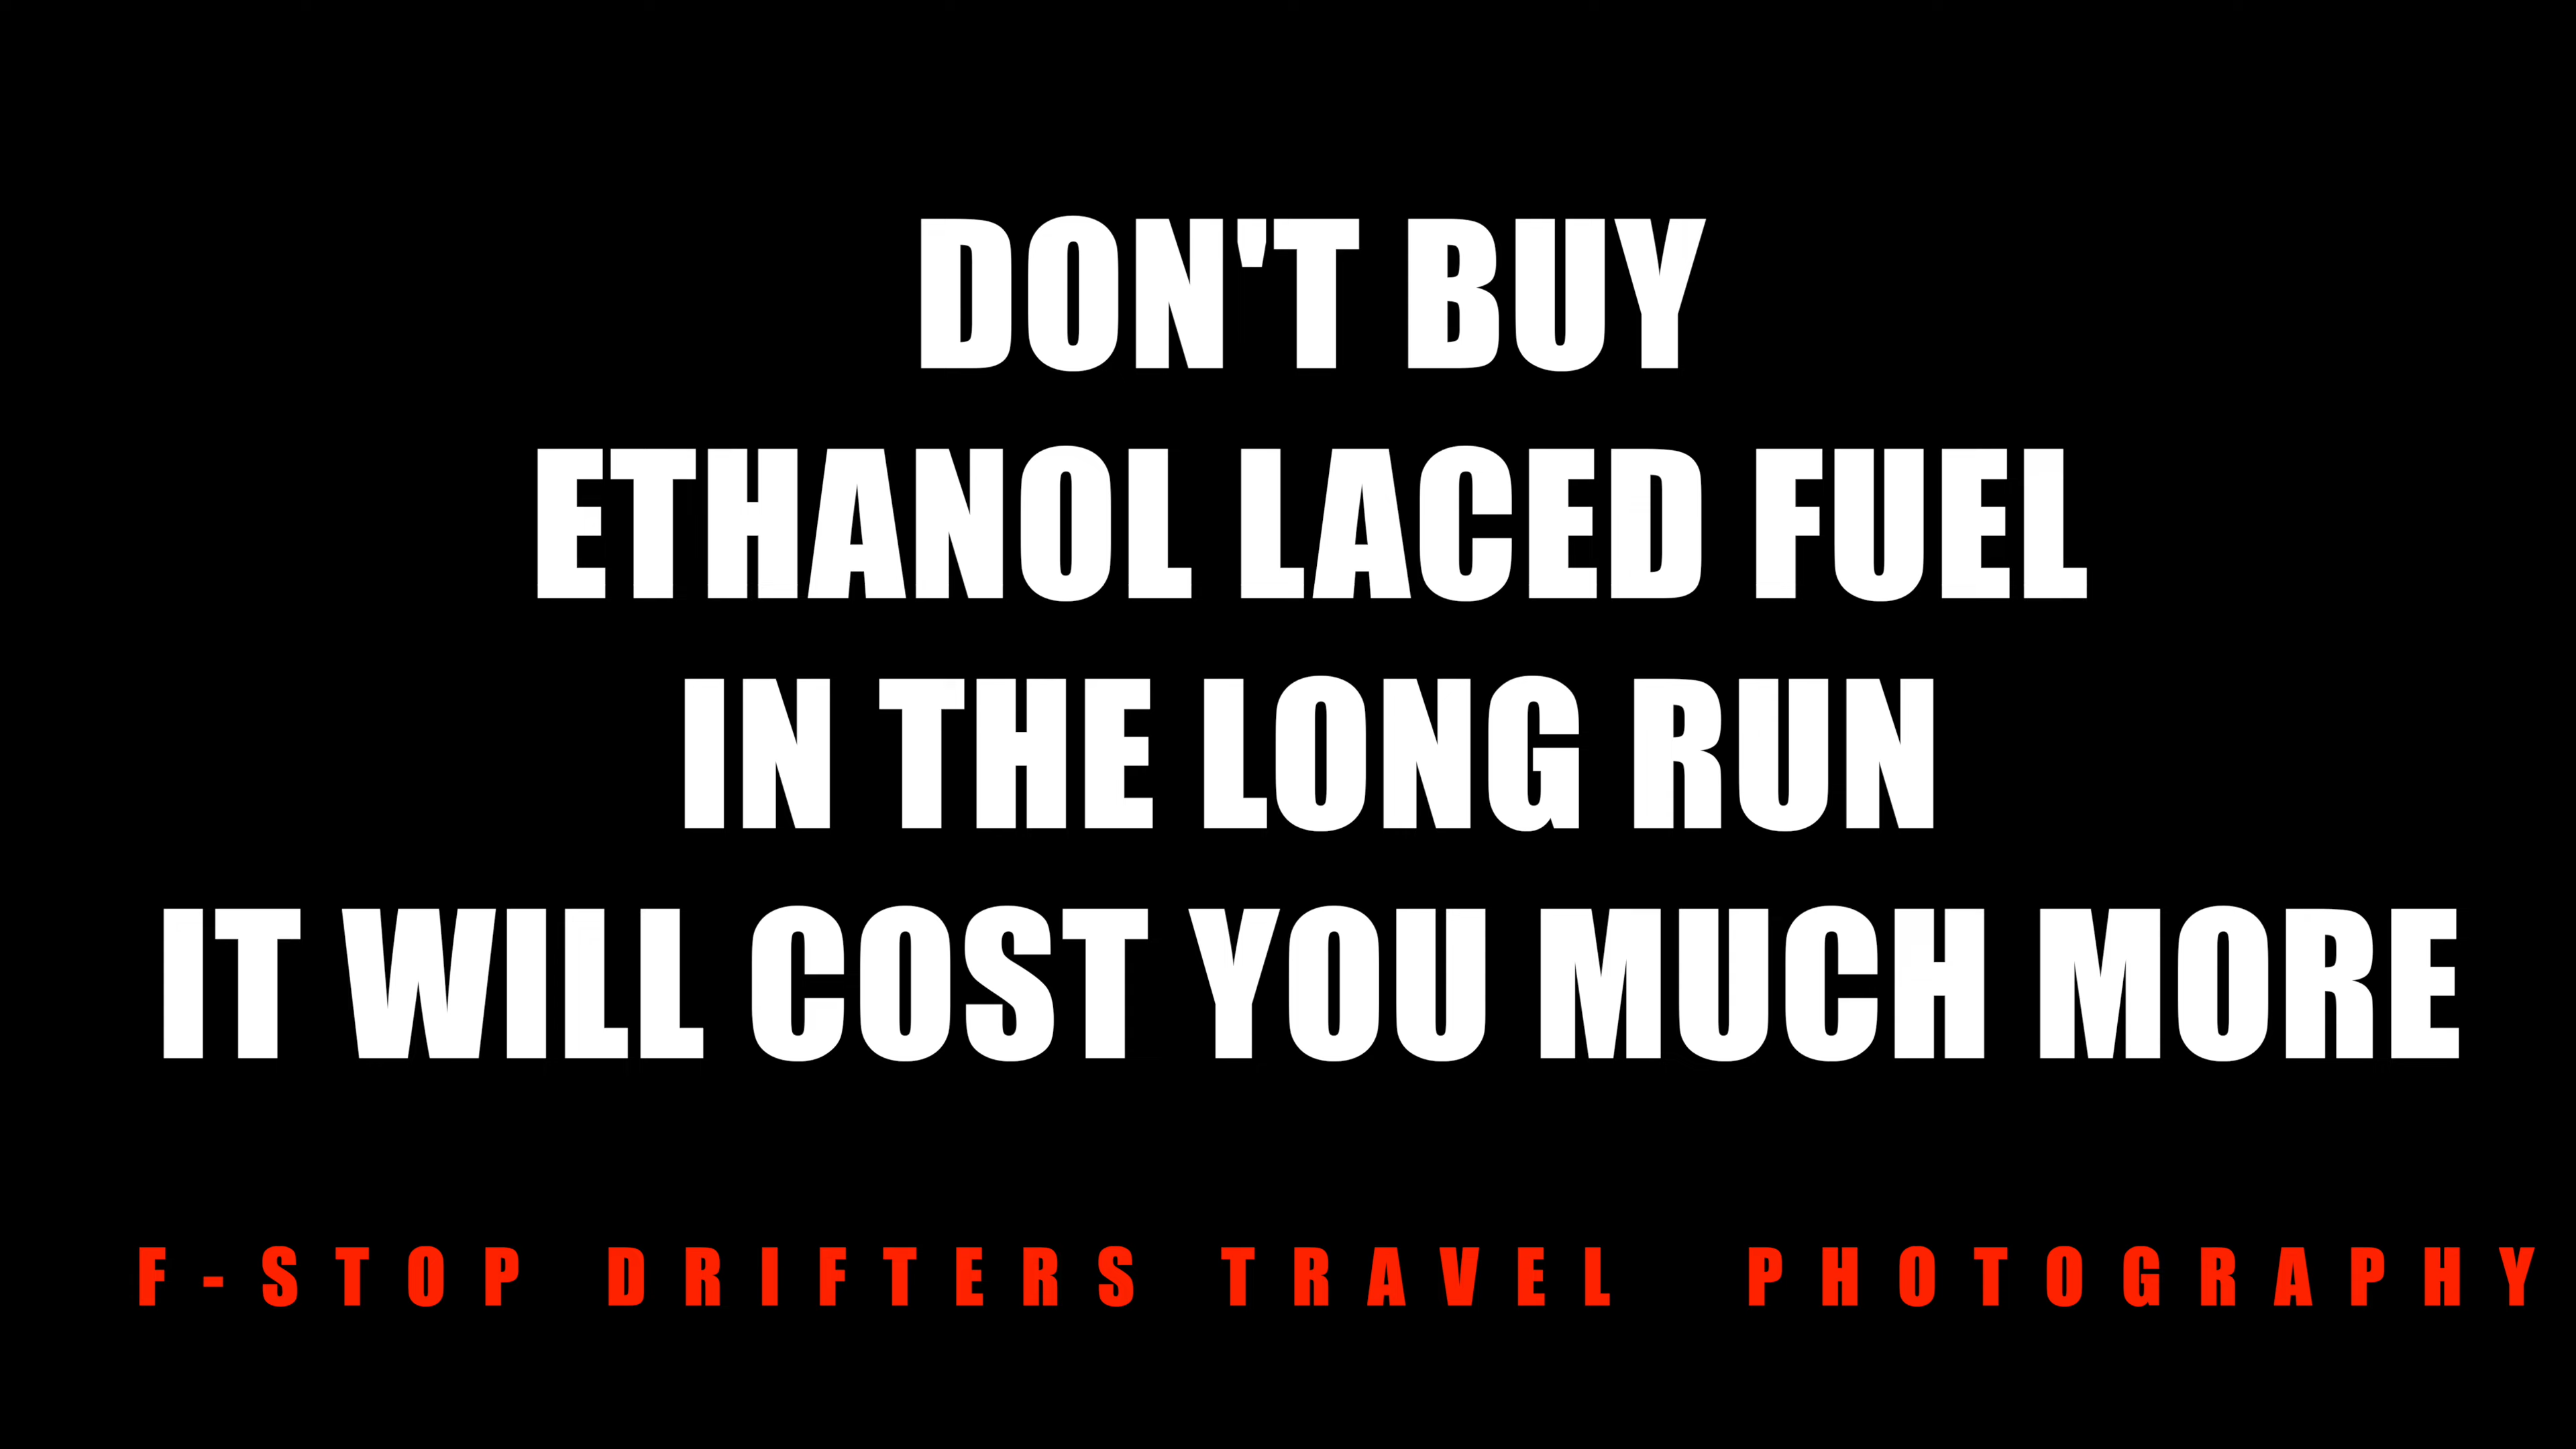 DON'T BUY
ETHANOL LACED FUEL
IN THE LONG RUN
IT WILL COST YOU MUCH MORE
F-STOP DRIFTERS TRAVEL PHOTOGRAPHY